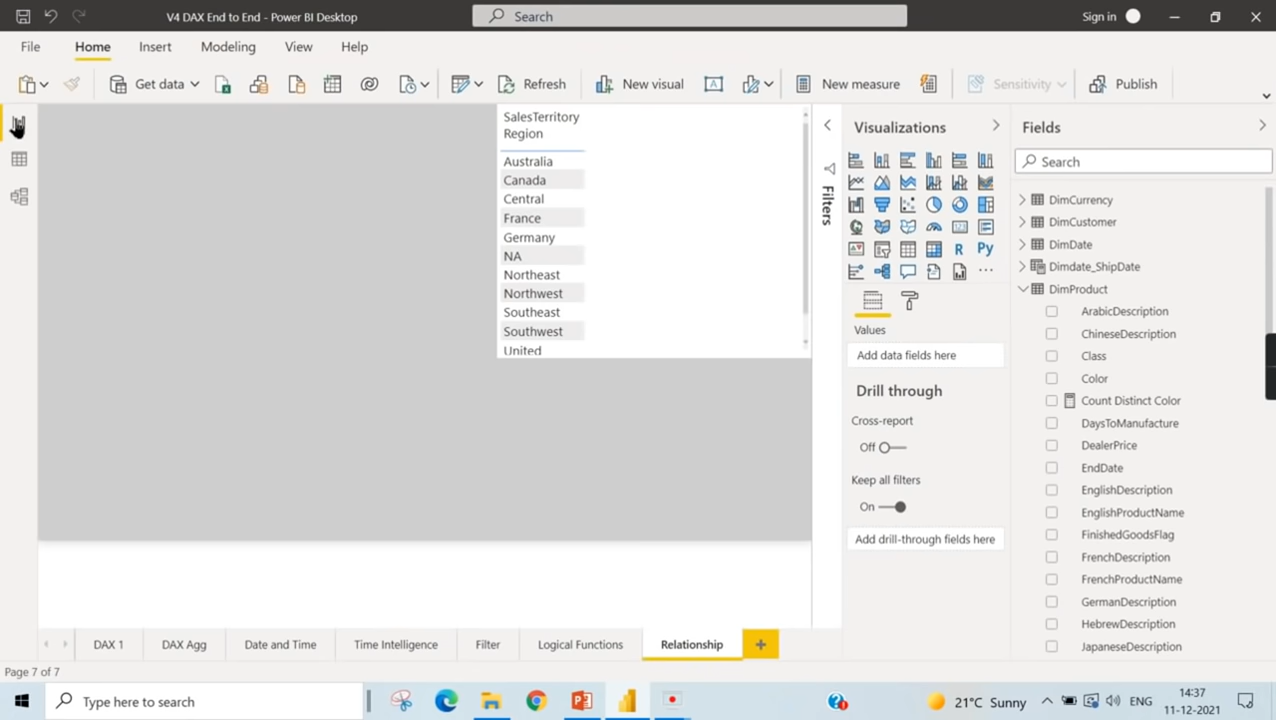 V4 DAX End to End - Power BI Desktop
Search
Sign in
File
Home
Insert
Modeling
View
Help
Get data
Refresh
New visual
New measure
Sensitivity
Publish
SalesTerritory
Region
Australia
Canada
Central
France
Germany
NA
Northeast
Northwest
Southeast
Southwest
United
Filters
Visualizations
R
Py
Values
Add data fields here
Drill through
Cross-report
Off
Keep all filters
On
Add drill-through fields here
Fields
Search
DimCurrency
DimCustomer
DimDate
Dimdate_ShipDate
DimProduct
ArabicDescription
ChineseDescription
Class
Color
Count Distinct Color
DaysToManufacture
DealerPrice
EndDate
EnglishDescription
EnglishProductName
FinishedGoodsFlag
FrenchDescription
FrenchProductName
GermanDescription
HebrewDescription
JapaneseDescription
DAX 1
DAX Agg
Date and Time
Time Intelligence
Filter
Logical Functions
Relationship
Page 7 of 7
Type here to search
21°C Sunny
ENG
14:37
11-12-2021